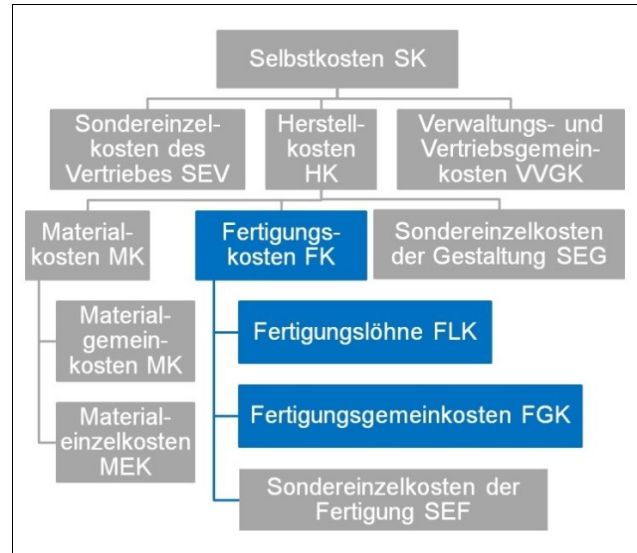 Selbstkosten SK
Sondereinzel-
kosten des
Vertriebes SEV
Herstell-
kosten
HK
Verwaltungs- und
Vertriebsgemein-
kosten VVGK
Material-
kosten MK
Fertigungs-
kosten FK
Sondereinzelkosten
der Gestaltung SEG
Material-
gemein-
kosten MK
Material-
einzelkosten
MEK
Fertigungslöhne FLK
Fertigungsgemeinkosten FGK
Sondereinzelkosten der
Fertigung SEF